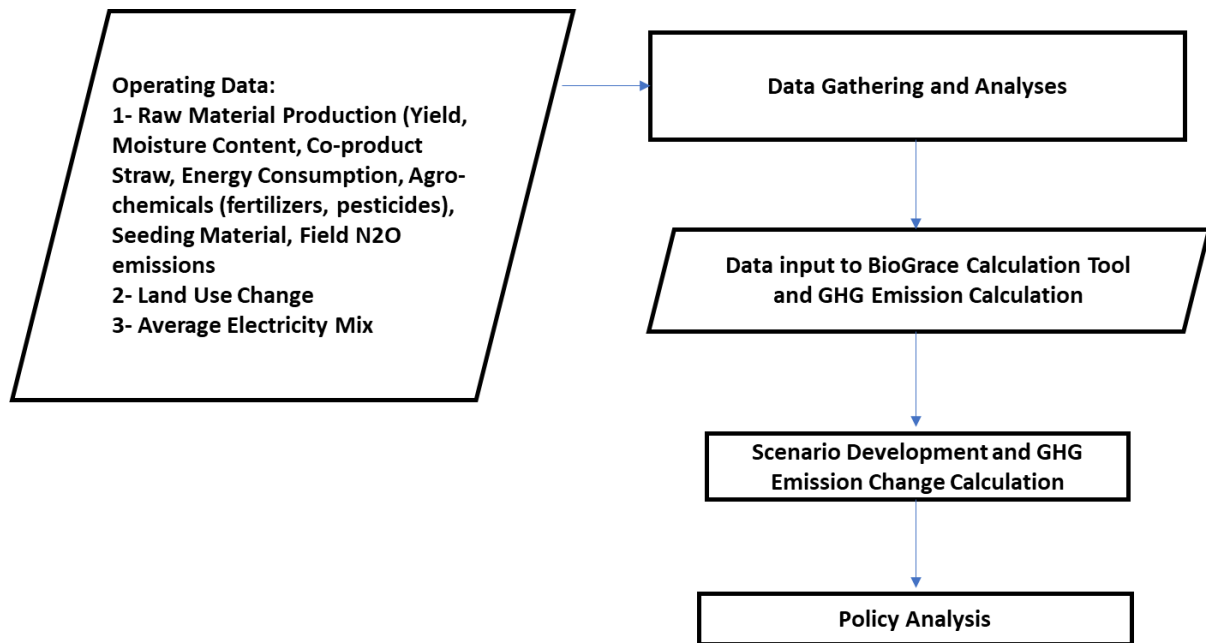 Operating Data:
1- Raw Material Production (Yield,
Moisture Content, Co-product
Straw, Energy Consumption, Agro-
chemicals (fertilizers, pesticides),
Seeding Material, Field N2O
emissions
2- Land Use Change
3- Average Electricity Mix
Data Gathering and Analyses
Data input to BioGrace Calculation Tool
and GHG Emission Calculation
Scenario Development and GHG
Emission Change Calculation
Policy Analysis